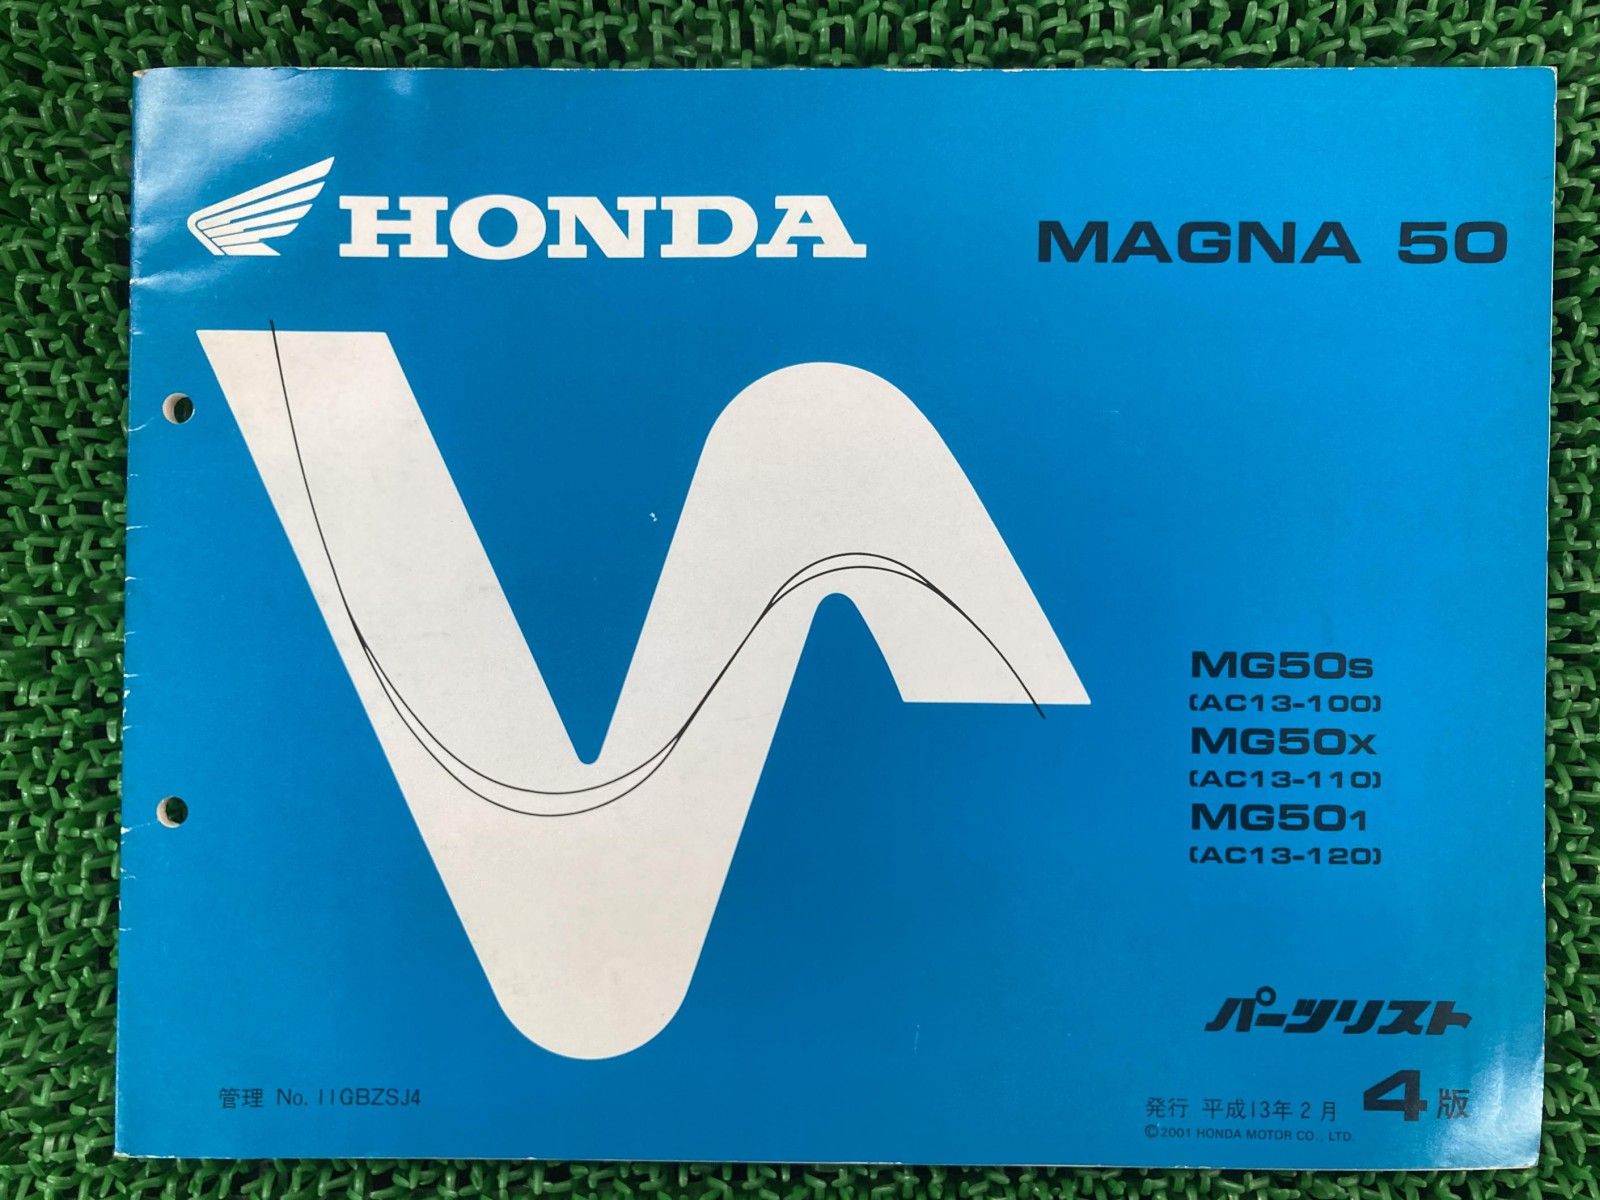 HONDA
MAGNA 50
MG50S
(AC13-100)
MG50X
(AC13-110)
MG501
(AC13-120)
パーツリスト
管理 No. 11GBZSJ4
発行 平成13年2月 4版
©2001 HONDA MOTOR CO., LTD.